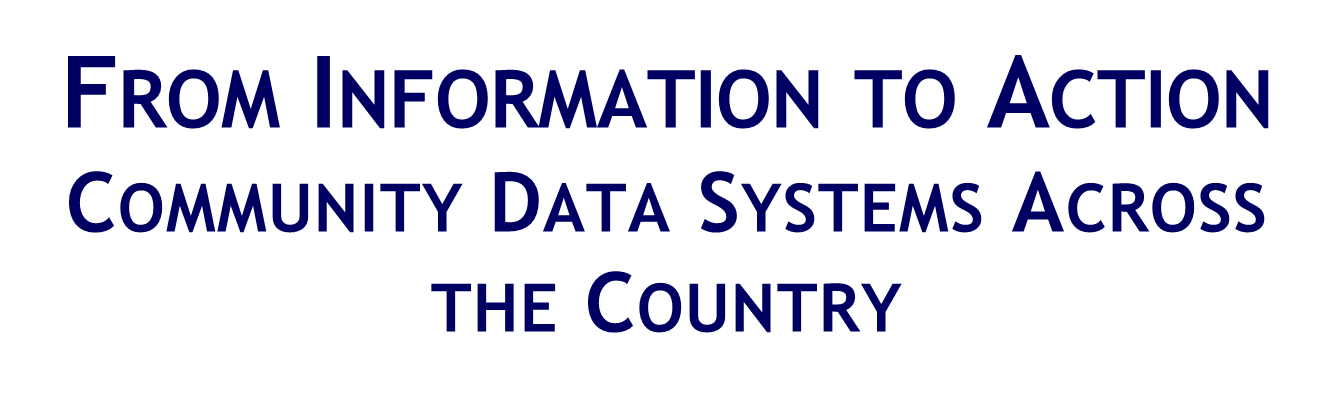 From Information to Action
Community Data Systems Across
the Country